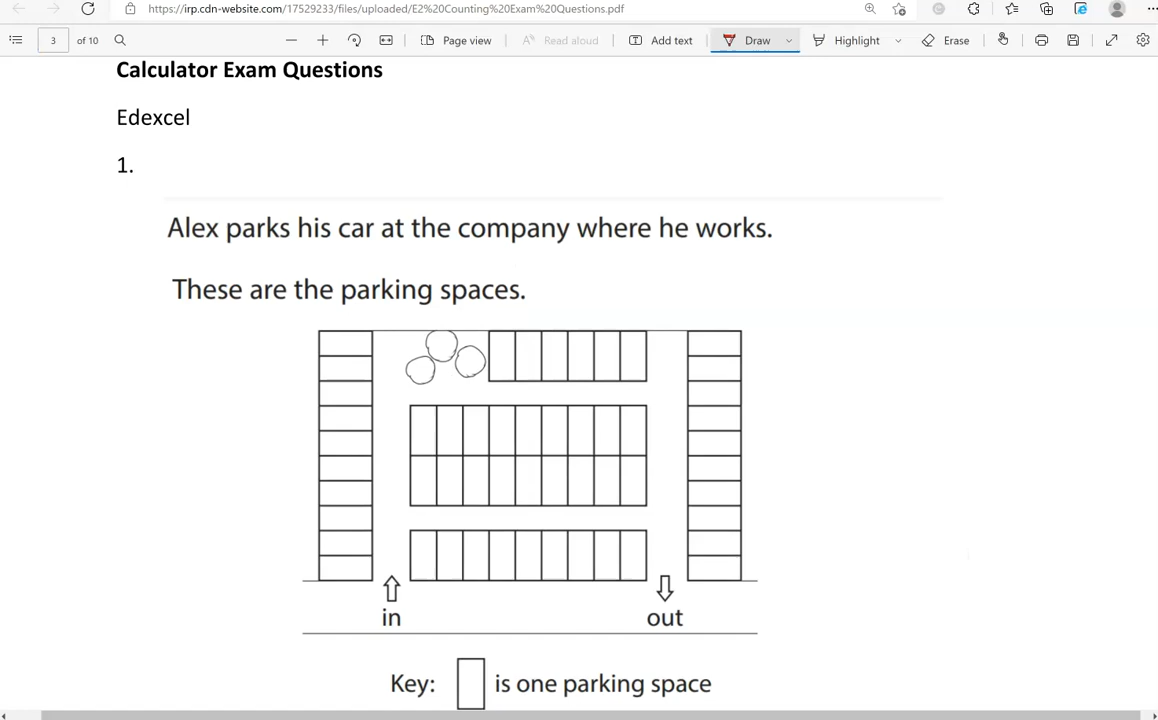 https://irp.cdn-website.com/17529233/files/uploaded/E2%20Counting%20Exam%20Questions.pdf
3 of 10 Page view Read aloud Add text Draw Highlight Erase
Calculator Exam Questions
Edexcel
1.
Alex parks his car at the company where he works.
These are the parking spaces.
in out
Key: is one parking space